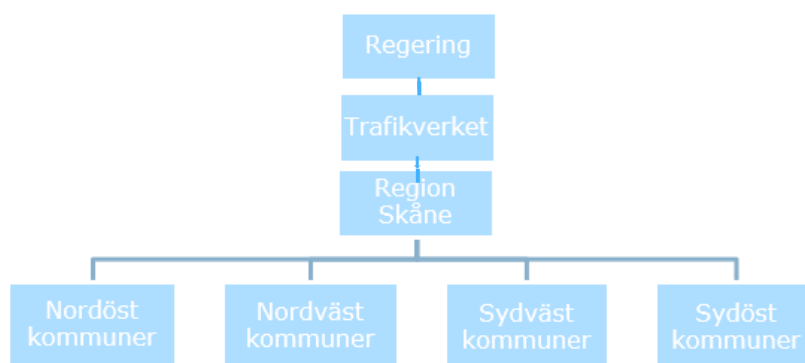 Regering
Trafikverket
Region
Skåne
Nordöst
kommuner
Nordväst
kommuner
Sydväst
kommuner
Sydöst
kommuner